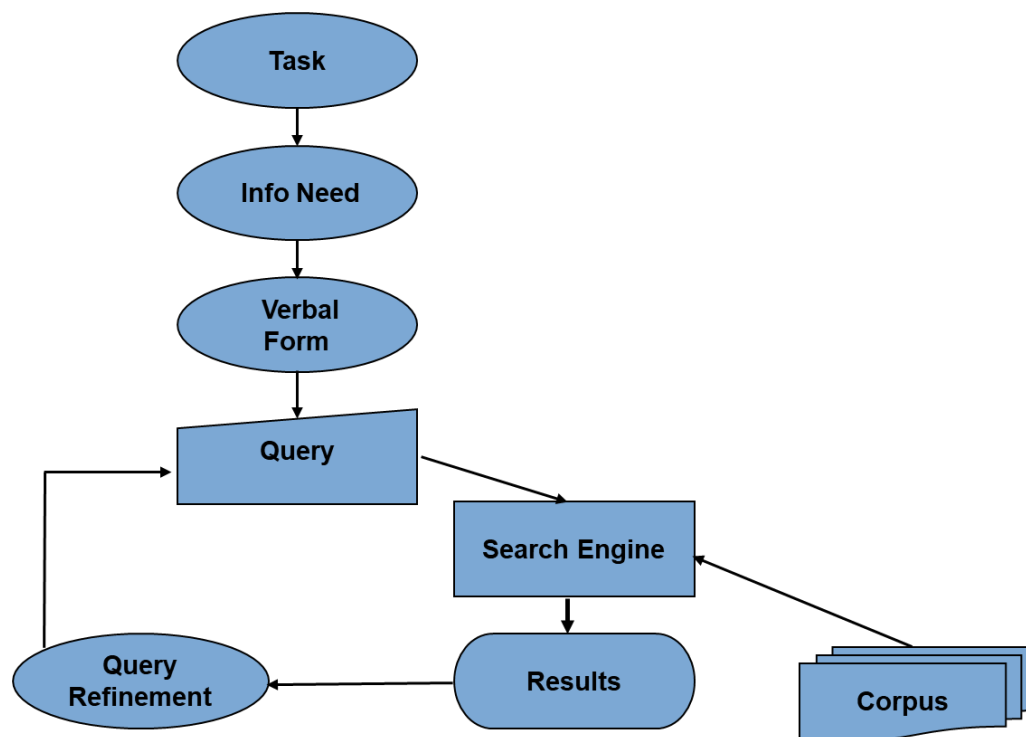 Task
Info Need
Verbal
Form
Query
Search Engine
Query
Refinement
Results
Corpus